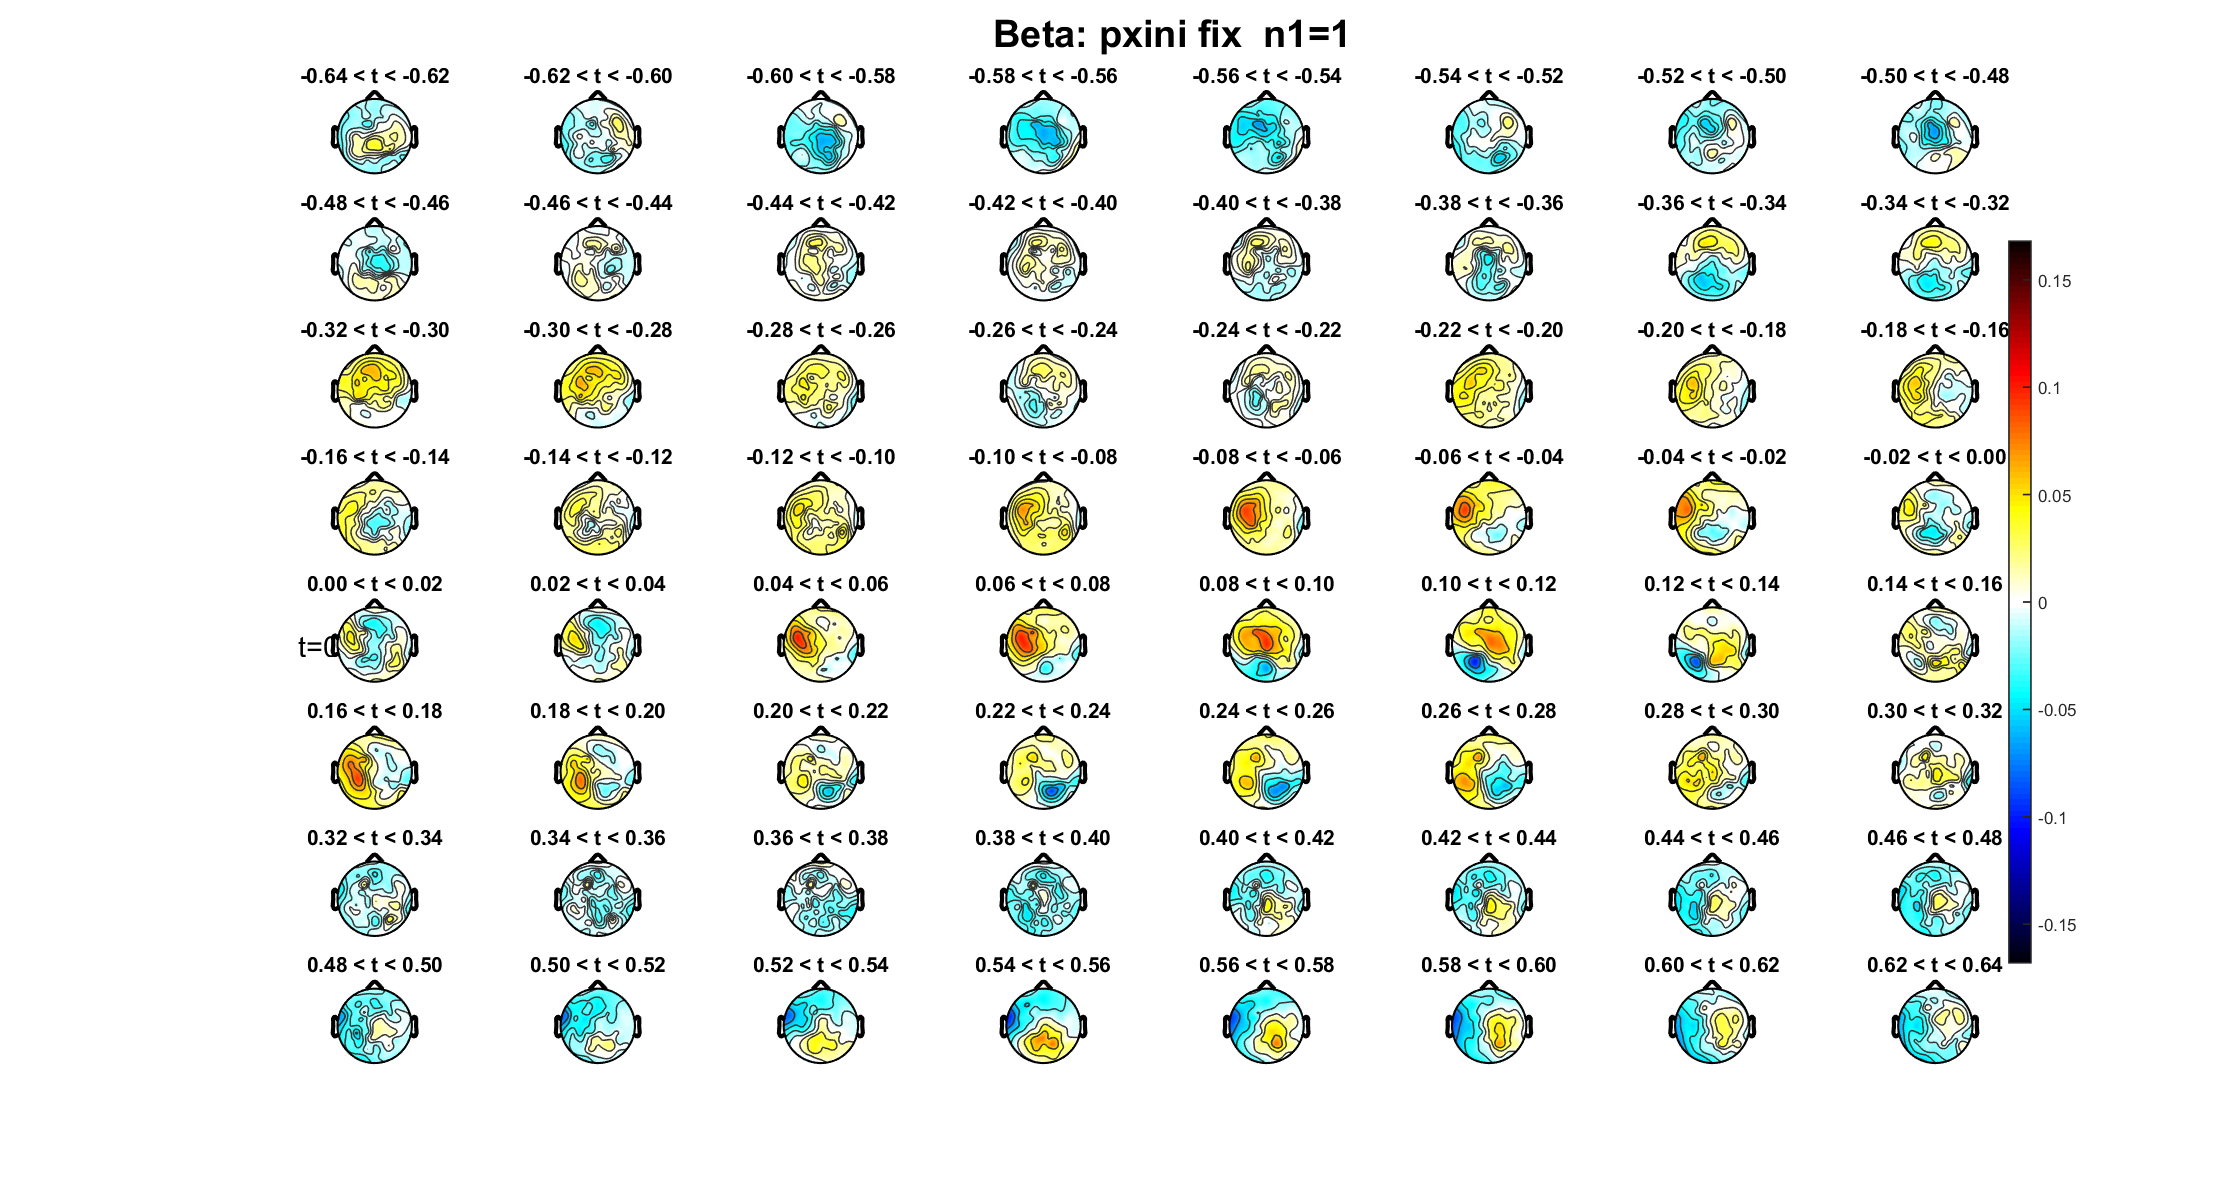 Beta: pxini fix  n1=1
-0.64 < t < -0.62 -0.62 < t < -0.60 -0.60 < t < -0.58 -0.58 < t < -0.56 -0.56 < t < -0.54 -0.54 < t < -0.52 -0.52 < t < -0.50 -0.50 < t < -0.48
-0.48 < t < -0.46 -0.46 < t < -0.44 -0.44 < t < -0.42 -0.42 < t < -0.40 -0.40 < t < -0.38 -0.38 < t < -0.36 -0.36 < t < -0.34 -0.34 < t < -0.32
-0.32 < t < -0.30 -0.30 < t < -0.28 -0.28 < t < -0.26 -0.26 < t < -0.24 -0.24 < t < -0.22 -0.22 < t < -0.20 -0.20 < t < -0.18 -0.18 < t < -0.16
-0.16 < t < -0.14 -0.14 < t < -0.12 -0.12 < t < -0.10 -0.10 < t < -0.08 -0.08 < t < -0.06 -0.06 < t < -0.04 -0.04 < t < -0.02 -0.02 < t < 0.00
0.00 < t < 0.02 0.02 < t < 0.04 0.04 < t < 0.06 0.06 < t < 0.08 0.08 < t < 0.10 0.10 < t < 0.12 0.12 < t < 0.14 0.14 < t < 0.16
t=0
0.16 < t < 0.18 0.18 < t < 0.20 0.20 < t < 0.22 0.22 < t < 0.24 0.24 < t < 0.26 0.26 < t < 0.28 0.28 < t < 0.30 0.30 < t < 0.32
0.32 < t < 0.34 0.34 < t < 0.36 0.36 < t < 0.38 0.38 < t < 0.40 0.40 < t < 0.42 0.42 < t < 0.44 0.44 < t < 0.46 0.46 < t < 0.48
0.48 < t < 0.50 0.50 < t < 0.52 0.52 < t < 0.54 0.54 < t < 0.56 0.56 < t < 0.58 0.58 < t < 0.60 0.60 < t < 0.62 0.62 < t < 0.64
0.15
0.1
0.05
0
-0.05
-0.1
-0.15